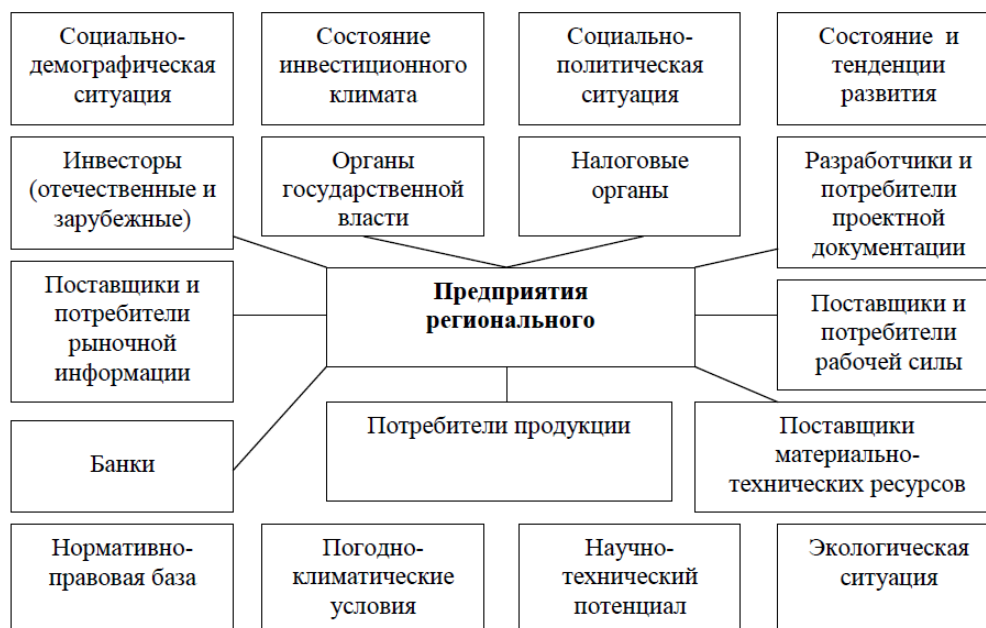 Социально-
демографическая
ситуация
Состояние
инвестиционного
климата
Социально-
политическая
ситуация
Состояние и
тенденции
развития
Инвесторы
(отечественные и
зарубежные)
Органы
государственной
власти
Налоговые
органы
Разработчики и
потребители
проектной
документации
Поставщики и
потребители
рыночной
информации
Предприятия
регионального
Поставщики и
потребители
рабочей силы
Банки
Потребители продукции
Поставщики
материально-
технических ресурсов
Нормативно-
правовая база
Погодно-
климатические
условия
Научно-
технический
потенциал
Экологическая
ситуация